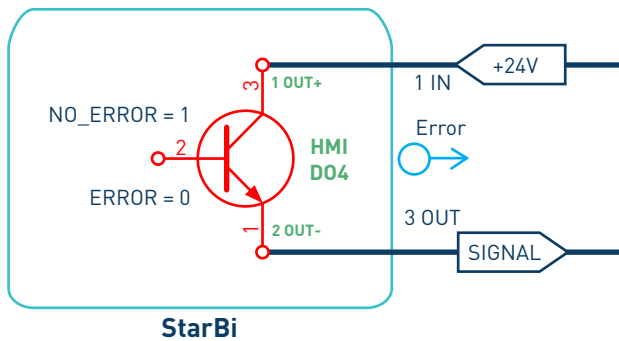 +24V
1 OUT+
1 IN
3
NO_ERROR = 1
Error
2
HMI
DO4
ERROR = 0
1
3 OUT
2 OUT-
SIGNAL
StarBi